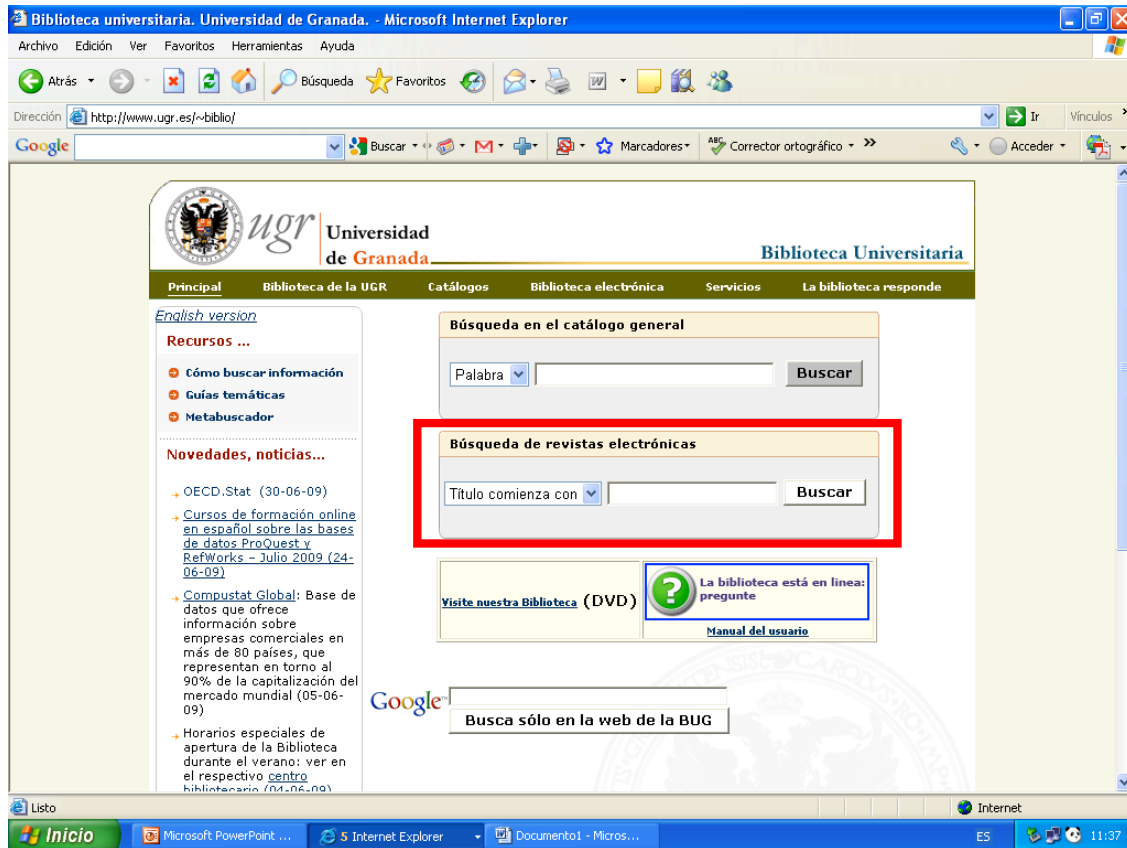 Biblioteca universitaria. Universidad de Granada. - Microsoft Internet Explorer
Archivo Edición Ver Favoritos Herramientas Ayuda
Atrás Búsqueda Favoritos
Dirección http://www.ugr.es/~biblio/ Ir Vínculos
Google Buscar Marcadores ABC Corrector ortográfico Acceder
ugr Universidad
de Granada
Biblioteca Universitaria
Principal Biblioteca de la UGR Catálogos Biblioteca electrónica Servicios La biblioteca responde
English version
Recursos ...
Cómo buscar información
Guías temáticas
Metabuscador
Novedades, noticias...
OECD.Stat (30-06-09)
Cursos de formación online
en español sobre las bases
de datos ProQuest y
RefWorks – Julio 2009 (24-
06-09)
Compustat Global: Base de
datos que ofrece
información sobre
empresas comerciales en
más de 80 países, que
representan en torno al
90% de la capitalización del
mercado mundial (05-06-
09)
Horarios especiales de
apertura de la Biblioteca
durante el verano: ver en
el respectivo centro
bibliotecario (04-06-09)
Búsqueda en el catálogo general
Palabra Buscar
Búsqueda de revistas electrónicas
Título comienza con Buscar
Visite nuestra Biblioteca (DVD)
La biblioteca está en linea:
pregunte
Manual del usuario
Google
Busca sólo en la web de la BUG
Listo Internet
Inicio Microsoft PowerPoint ... 5 Internet Explorer Documento1 - Micros... ES 11:37